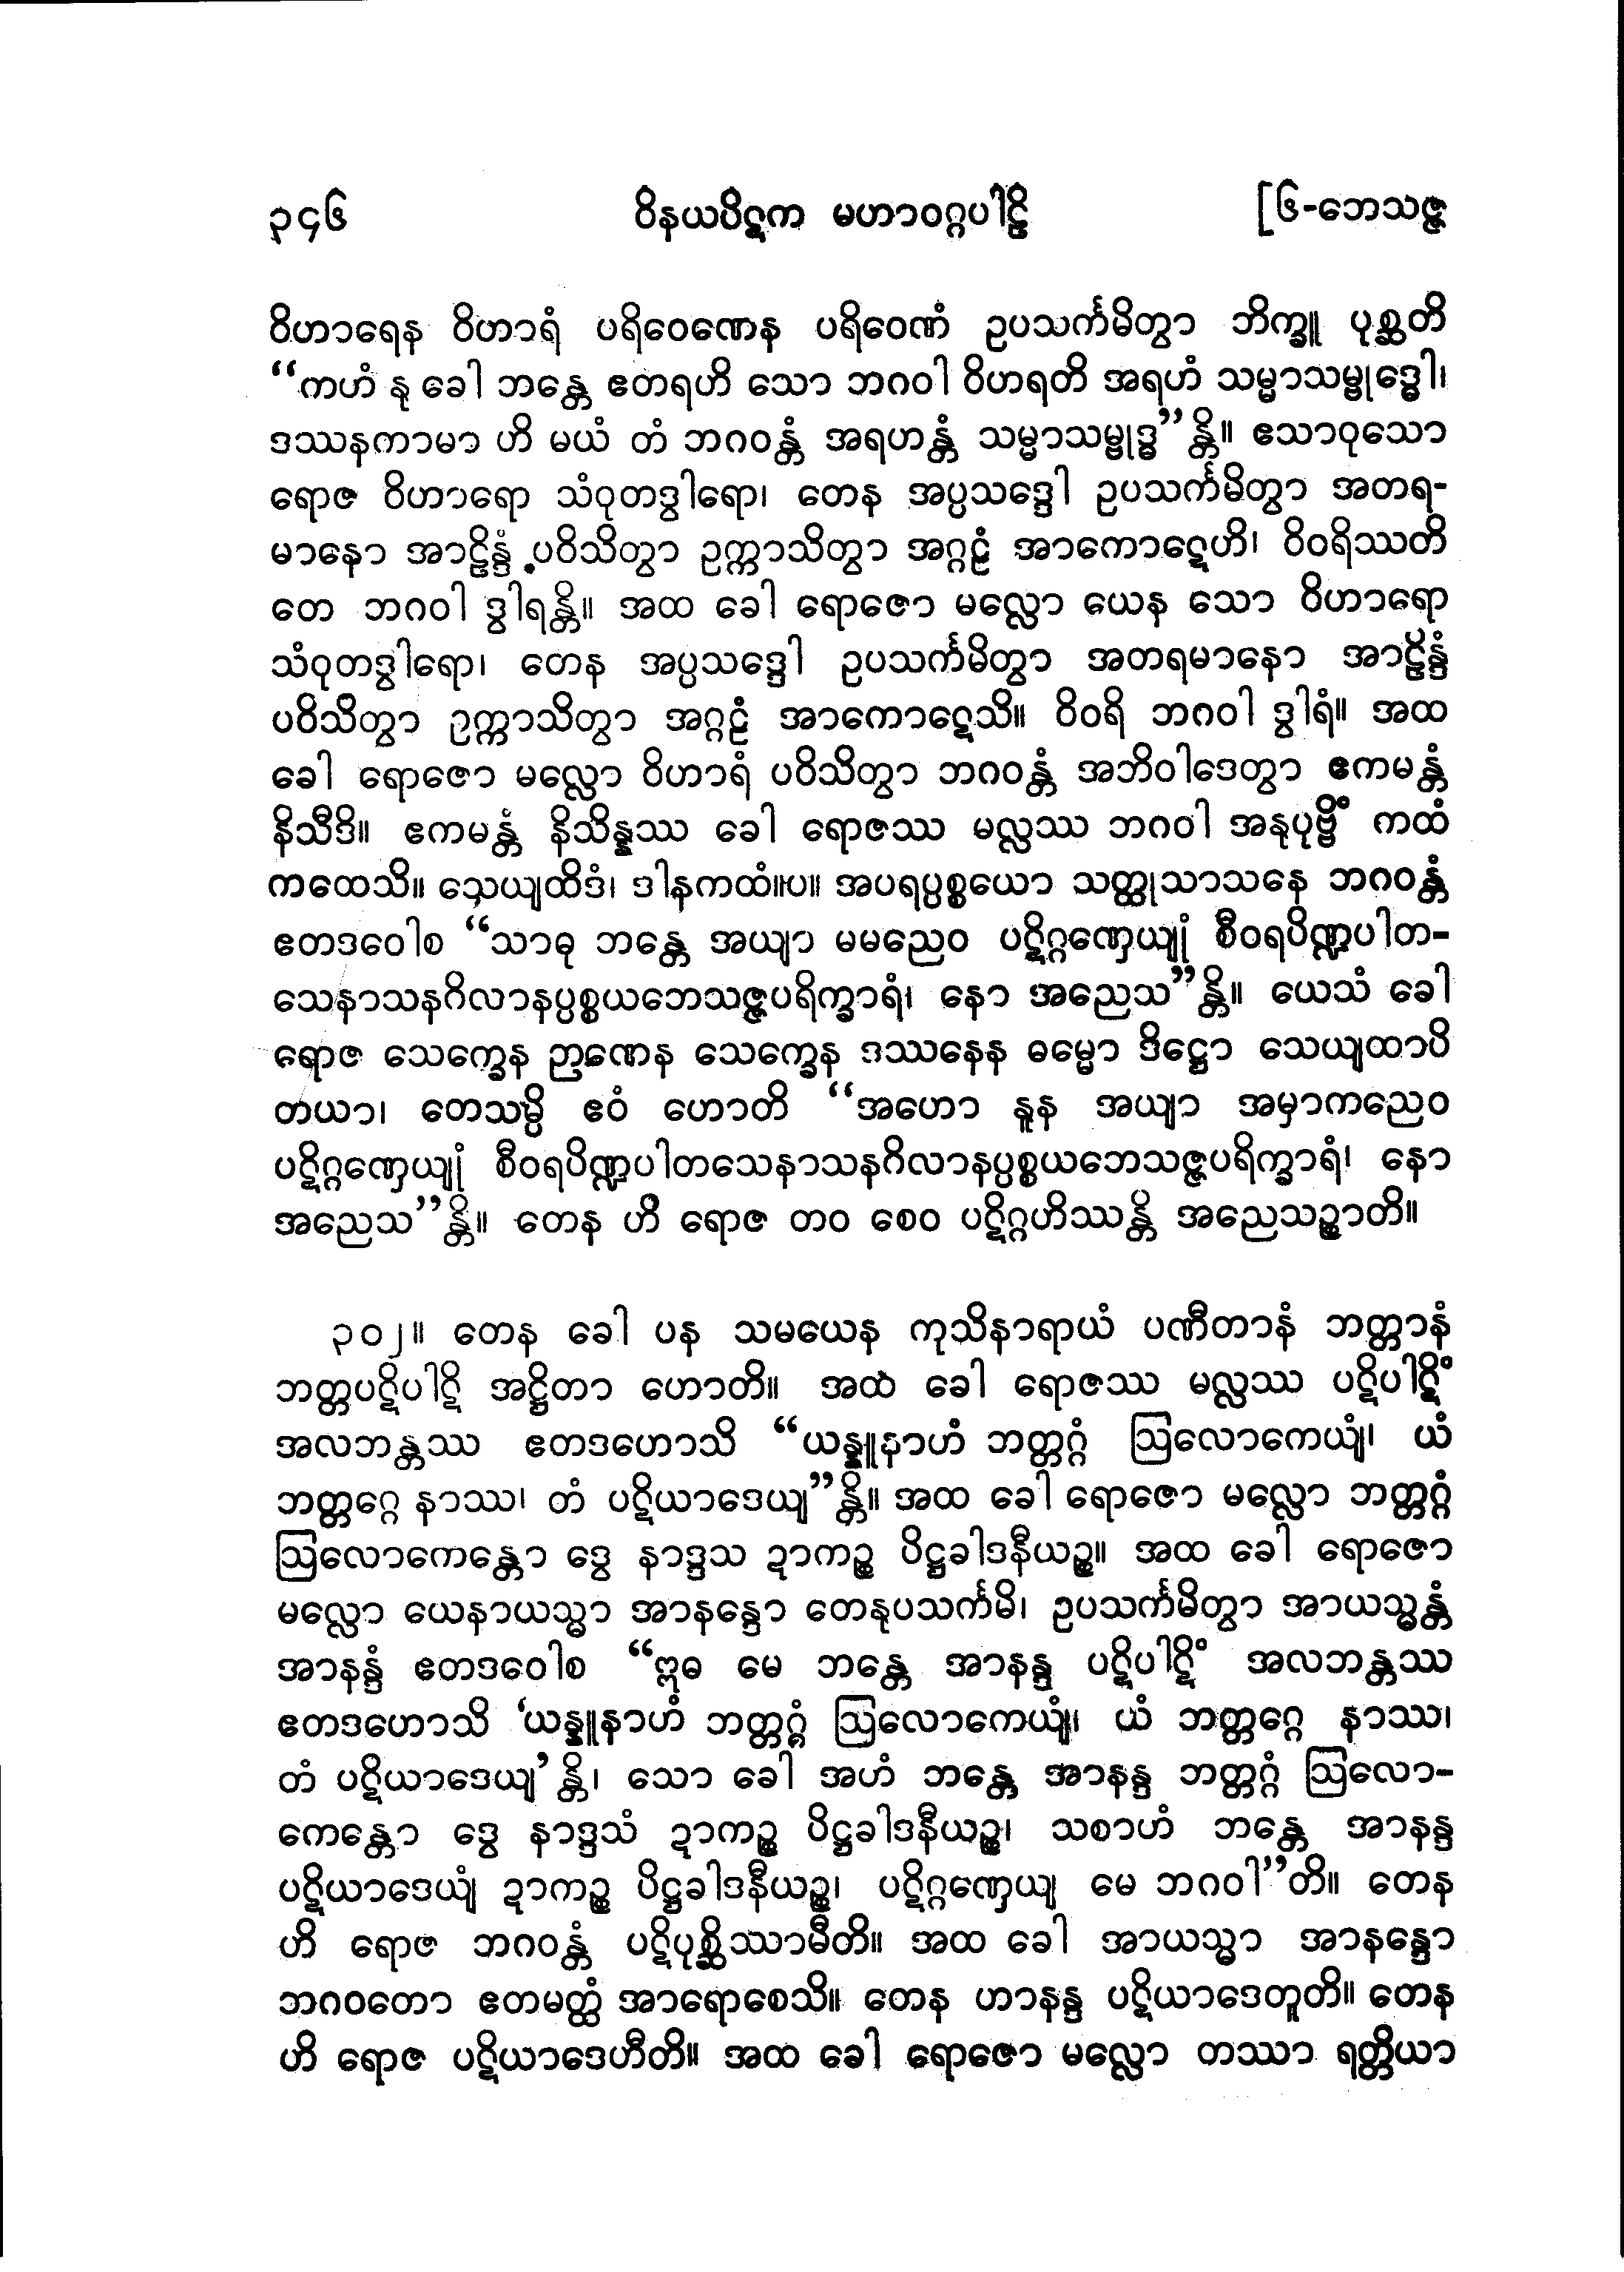 ၃၄၆ ဝိနယပိဋက မဟာဝဂ္ဂပါဠိ [၆-ဘေသဇ္ဇ
ဝိဟာရေန ဝိဟာရံ ပရိဝေဏေန ပရိဝေဏံ ဥပသင်္ကမိတွာ ဘိက္ခူ ပုစ္ဆတိ
“ကဟံ နု ခေါ ဘန္တေ ဧတရဟိ သော ဘဂဝါ ဝိဟရတိ အရဟံ သမ္မာသမ္ဗုဒ္ဓေါ၊
ဒဿနကာမာ ဟိ မယံ တံ ဘဂဝန္တံ အရဟန္တံ သမ္မာသမ္ဗုဒ္ဓ”န္တိ။ ဧသာဝုသော
ရောဇ ဝိဟာရော သံဝုတဒွါရော၊ တေန အပ္ပသဒ္ဒေါ ဥပသင်္ကမိတွာ အတရ-
မာနော အာဠိန္ဒံ ပဝိသိတွာ ဥက္ကာသိတွာ အဂ္ဂဠံ အာကောဋေဟိ၊ ဝိဝရိဿတိ
တေ ဘဂဝါ ဒွါရန္တိ။ အထ ခေါ ရောဇော မလ္လော ယေန သော ဝိဟာရော
သံဝုတဒွါရော၊ တေန အပ္ပသဒ္ဒေါ ဥပသင်္ကမိတွာ အတရမာနော အာဠိန္ဒံ
ပဝိသိတွာ ဥက္ကာသိတွာ အဂ္ဂဠံ အာကောဋေသိ။ ဝိဝရိ ဘဂဝါ ဒွါရံ။ အထ
ခေါ ရောဇော မလ္လော ဝိဟာရံ ပဝိသိတွာ ဘဂဝန္တံ အဘိဝါဒေတွာ ဧကမန္တံ
နိသီဒိ။ ဧကမန္တံ နိသိန္နဿ ခေါ ရောဇဿ မလ္လဿ ဘဂဝါ အနုပုဗ္ဗိံ ကထံ
ကထေသိ။ သေယျထိဒံ၊ ဒါနကထံ။ပ။ အပရပ္ပစ္စယော သတ္ထုသာသနေ ဘဂဝန္တံ
ဧတဒဝေါစ “သာဓု ဘန္တေ အယျာ မမညေဝ ပဋိဂ္ဂဏှေယျုံ စီဝရပိဏ္ဍပါတ-
သေနာသနဂိလာနပ္ပစ္စယဘေသဇ္ဇပရိက္ခာရံ၊ နော အညေသ”န္တိ။ ယေသံ ခေါ
ရောဇ သေက္ခေန ဉာဏေန သေက္ခေန ဒဿနေန ဓမ္မော ဒိဋ္ဌော သေယျထာပိ
တယာ၊ တေသမ္ပိ ဧဝံ ဟောတိ “အဟော နူန အယျာ အမှာကညေဝ
ပဋိဂ္ဂဏှေယျုံ စီဝရပိဏ္ဍပါတသေနာသနဂိလာနပ္ပစ္စယဘေသဇ္ဇပရိက္ခာရံ၊ နော
အညေသ”န္တိ။ တေန ဟိ ရောဇ တဝ စေဝ ပဋိဂ္ဂဟိဿန္တိ အညေသဉ္စာတိ။
၃၀၂။ တေန ခေါ ပန သမယေန ကုသိနာရာယံ ပဏီတာနံ ဘတ္တာနံ
ဘတ္တပဋိပါဋိ အဋ္ဌိတာ ဟောတိ။ အထ ခေါ ရောဇဿ မလ္လဿ ပဋိပါဋိံ
အလဘန္တဿ ဧတဒဟောသိ “ယန္နူနာဟံ ဘတ္တဂ္ဂံ ဩလောကေယျံ၊ ယံ
ဘတ္တဂ္ဂေ နာဿ၊ တံ ပဋိယာဒေယျ”န္တိ။ အထ ခေါ ရောဇော မလ္လော ဘတ္တဂ္ဂံ
ဩလောကေန္တော ဒွေ နာဒ္ဒသ ဍာကဉ္စ ပိဋ္ဌခါဒနီယဉ္စ။ အထ ခေါ ရောဇော
မလ္လော ယေနာယသ္မာ အာနန္ဒော တေနုပသင်္ကမိ၊ ဥပသင်္ကမိတွာ အာယသ္မန္တံ
အာနန္ဒံ ဧတဒဝေါစ “ဣဓ မေ ဘန္တေ အာနန္ဒ ပဋိပါဋိံ အလဘန္တဿ
ဧတဒဟောသိ ‘ယန္နူနာဟံ ဘတ္တဂ္ဂံ ဩလောကေယျံ၊ ယံ ဘတ္တဂ္ဂေ နာဿ၊
တံ ပဋိယာဒေယျ’န္တိ၊ သော ခေါ အဟံ ဘန္တေ အာနန္ဒ ဘတ္တဂ္ဂံ ဩလော-
ကေန္တော ဒွေ နာဒ္ဒသံ ဍာကဉ္စ ပိဋ္ဌခါဒနီယဉ္စ၊ သစာဟံ ဘန္တေ အာနန္ဒ
ပဋိယာဒေယျံ ဍာကဉ္စ ပိဋ္ဌခါဒနီယဉ္စ၊ ပဋိဂ္ဂဏှေယျ မေ ဘဂဝါ”တိ။ တေန
ဟိ ရောဇ ဘဂဝန္တံ ပဋိပုစ္ဆိဿာမီတိ။ အထ ခေါ အာယသ္မာ အာနန္ဒော
ဘဂဝတော ဧတမတ္ထံ အာရောစေသိ။ တေန ဟာနန္ဒ ပဋိယာဒေတူတိ။ တေန
ဟိ ရောဇ ပဋိယာဒေဟီတိ။ အထ ခေါ ရောဇော မလ္လော တဿာ ရတ္တိယာ